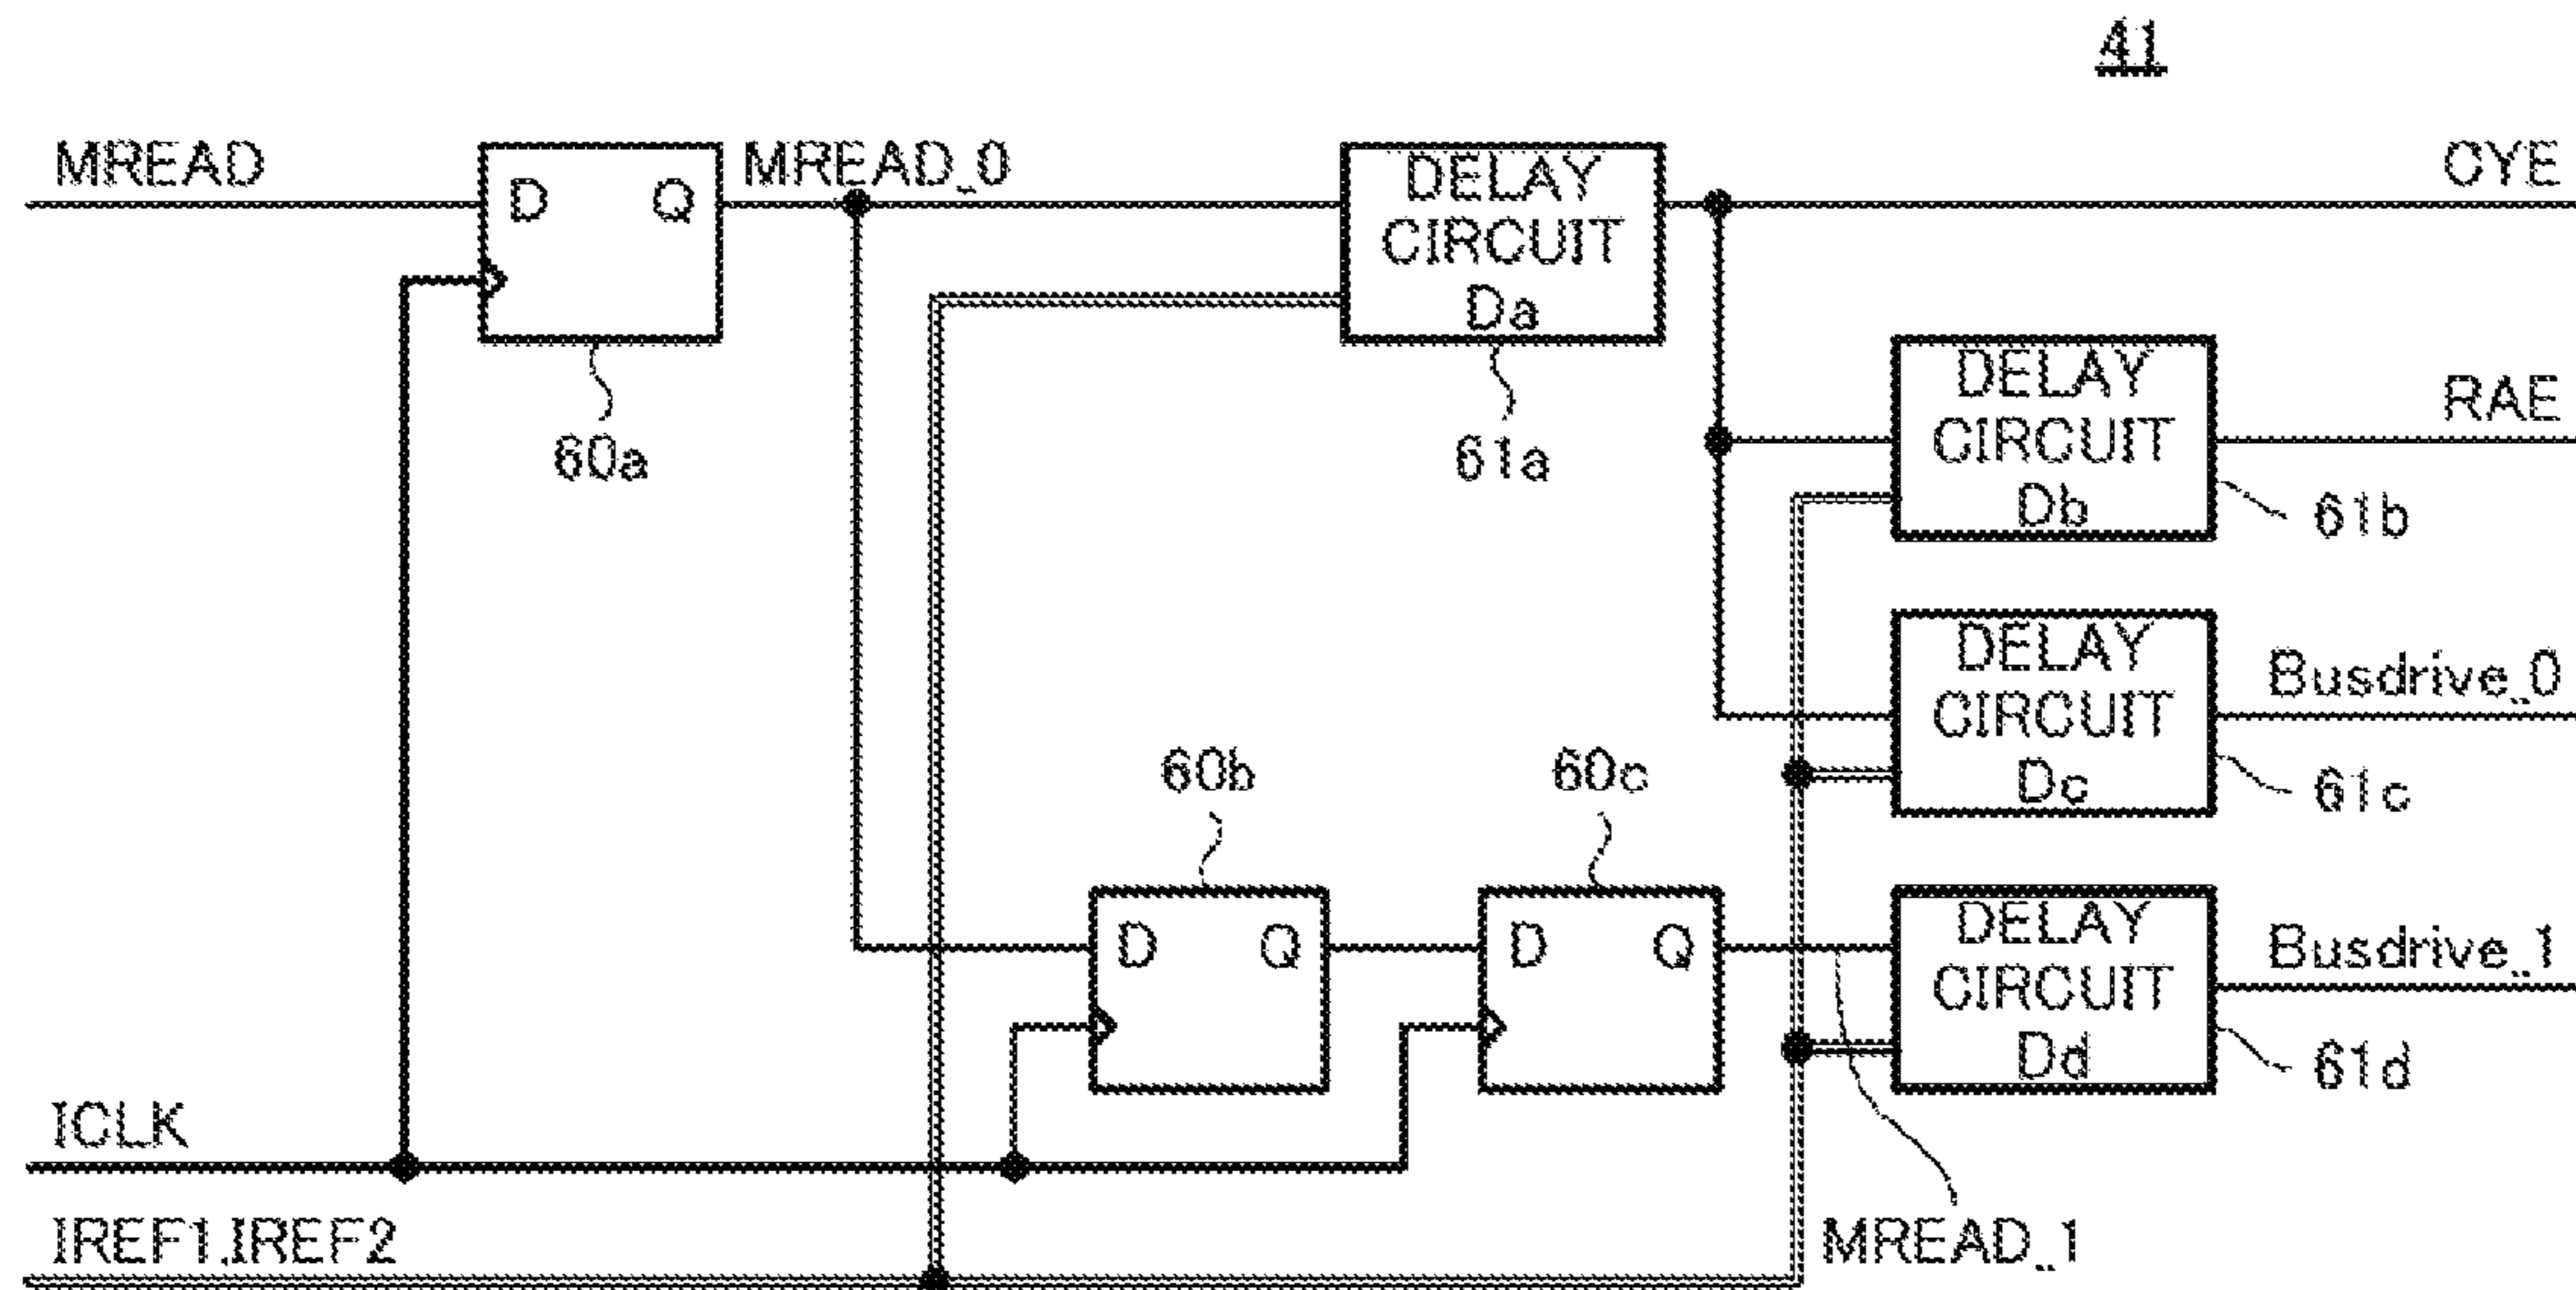 41
MREAD
D Q
MREAD_0
DELAY
CIRCUIT
Da
CYE
60a
61a
DELAY
CIRCUIT
Db
RAE
61b
DELAY
CIRCUIT
Dc
Busdrive_0
61c
60b
60c
D Q
D Q
DELAY
CIRCUIT
Dd
Busdrive_1
61d
ICLK
IREF1,IREF2
MREAD_1